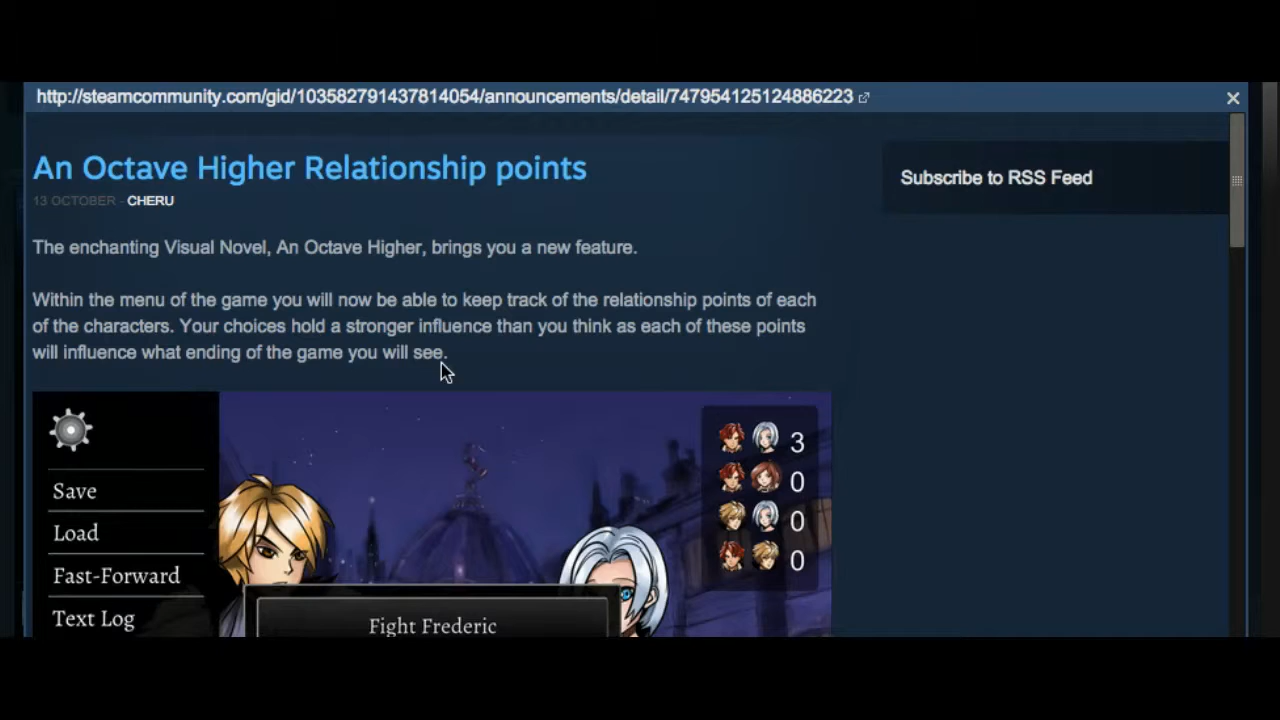 http://steamcommunity.com/gid/103582791437814054/announcements/detail/747954125124886223
An Octave Higher Relationship points
13 OCTOBER - CHERU
Subscribe to RSS Feed
The enchanting Visual Novel, An Octave Higher, brings you a new feature.
Within the menu of the game you will now be able to keep track of the relationship points of each
of the characters. Your choices hold a stronger influence than you think as each of these points
will influence what ending of the game you will see.
3
0
0
0
Save
Load
Fast-Forward
Text Log
Fight Frederic